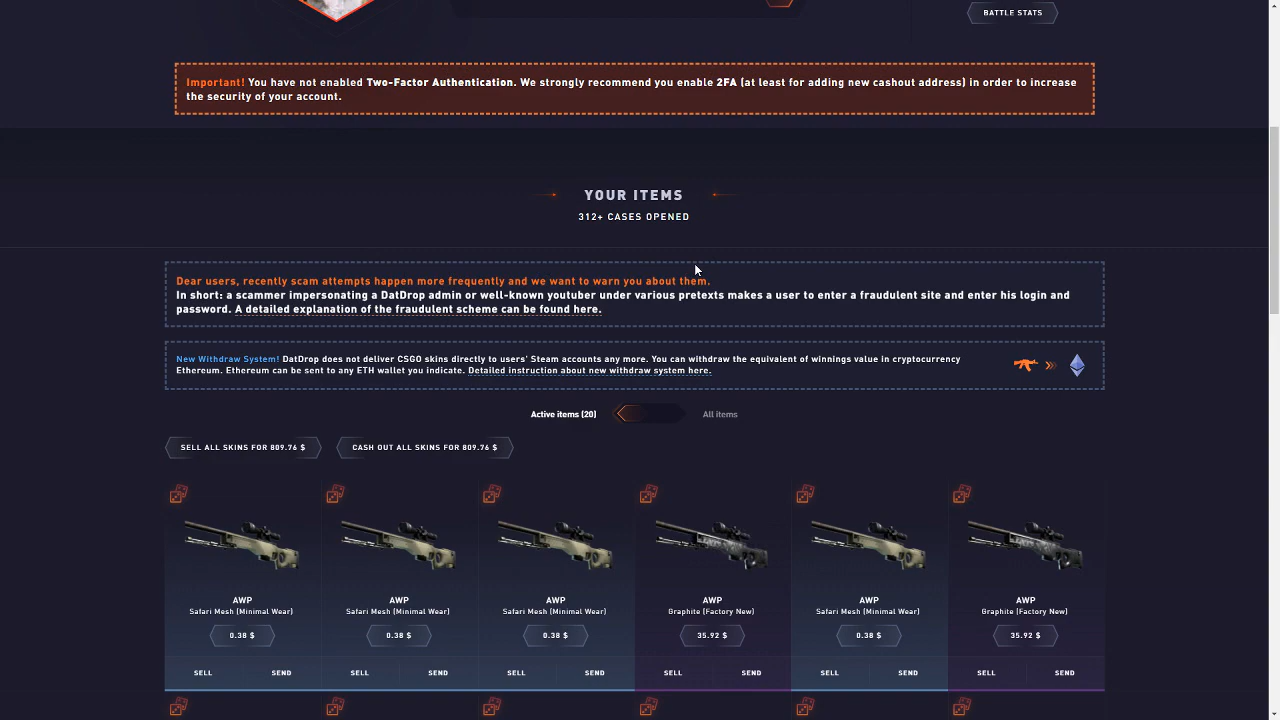 BATTLE STATS
Important! You have not enabled Two-Factor Authentication. We strongly recommend you enable 2FA (at least for adding new cashout address) in order to increase
the security of your account.
YOUR ITEMS
312+ CASES OPENED
Dear users, recently scam attempts happen more frequently and we want to warn you about them.
In short: a scammer impersonating a DatDrop admin or well-known youtuber under various pretexts makes a user to enter a fraudulent site and enter his login and
password. A detailed explanation of the fraudulent scheme can be found here.
New Withdraw System! DatDrop does not deliver CSGO skins directly to users' Steam accounts any more. You can withdraw the equivalent of winnings value in cryptocurrency
Ethereum. Ethereum can be sent to any ETH wallet you indicate. Detailed instruction about new withdraw system here.
Active items (20) All items
SELL ALL SKINS FOR 809.76 $ CASH OUT ALL SKINS FOR 809.76 $
AWP AWP AWP AWP AWP AWP
Safari Mesh (Minimal Wear) Safari Mesh (Minimal Wear) Safari Mesh (Minimal Wear) Graphite (Factory New) Safari Mesh (Minimal Wear) Graphite (Factory New)
0.38 $ 0.38 $ 0.38 $ 35.92 $ 0.38 $ 35.92 $
SELL SEND SELL SEND SELL SEND SELL SEND SELL SEND SELL SEND